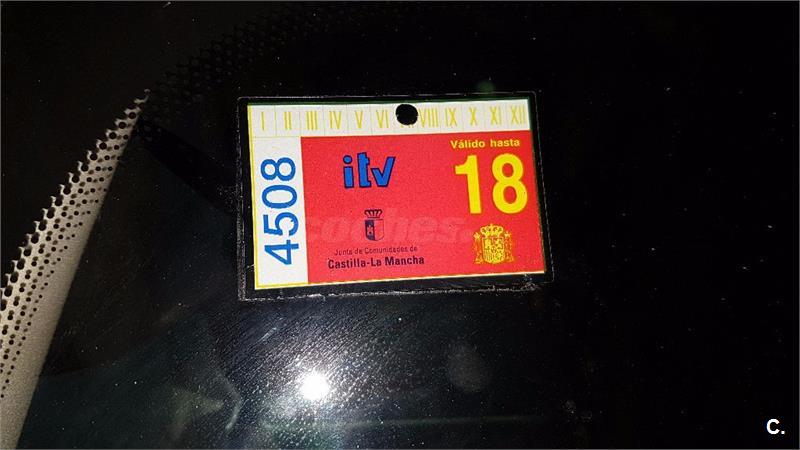 I II III IV V VI VIII IX X XI XII
4508
itv
Válido hasta
18
Junta de Comunidades de
Castilla-La Mancha
coches
C.